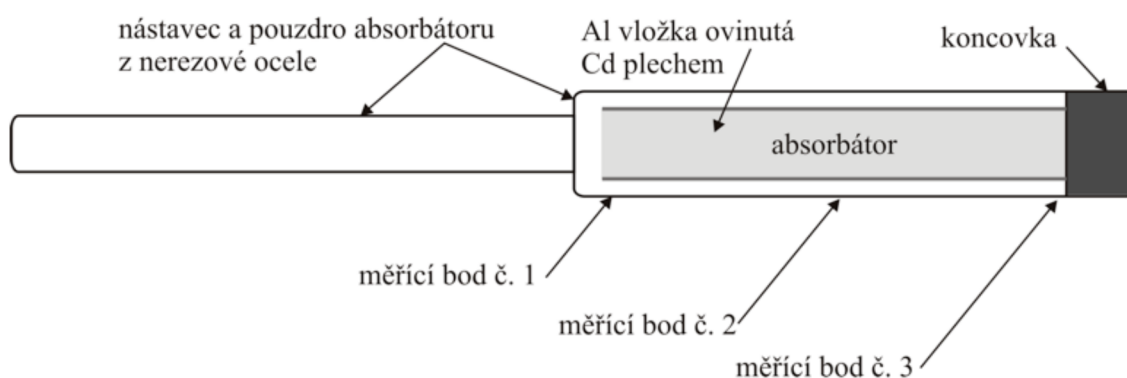 nástavec a pouzdro absorbátoru
z nerezové ocele
Al vložka ovinutá
Cd plechem
koncovka
absorbátor
měřící bod č. 1
měřící bod č. 2
měřící bod č. 3